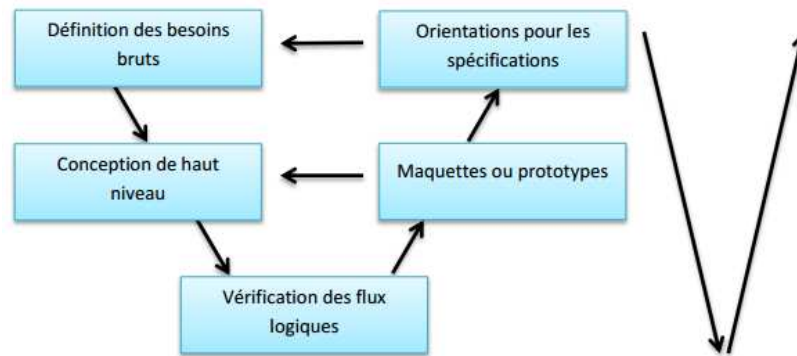 Définition des besoins
bruts
Orientations pour les
spécifications
Conception de haut
niveau
Maquettes ou prototypes
Vérification des flux
logiques